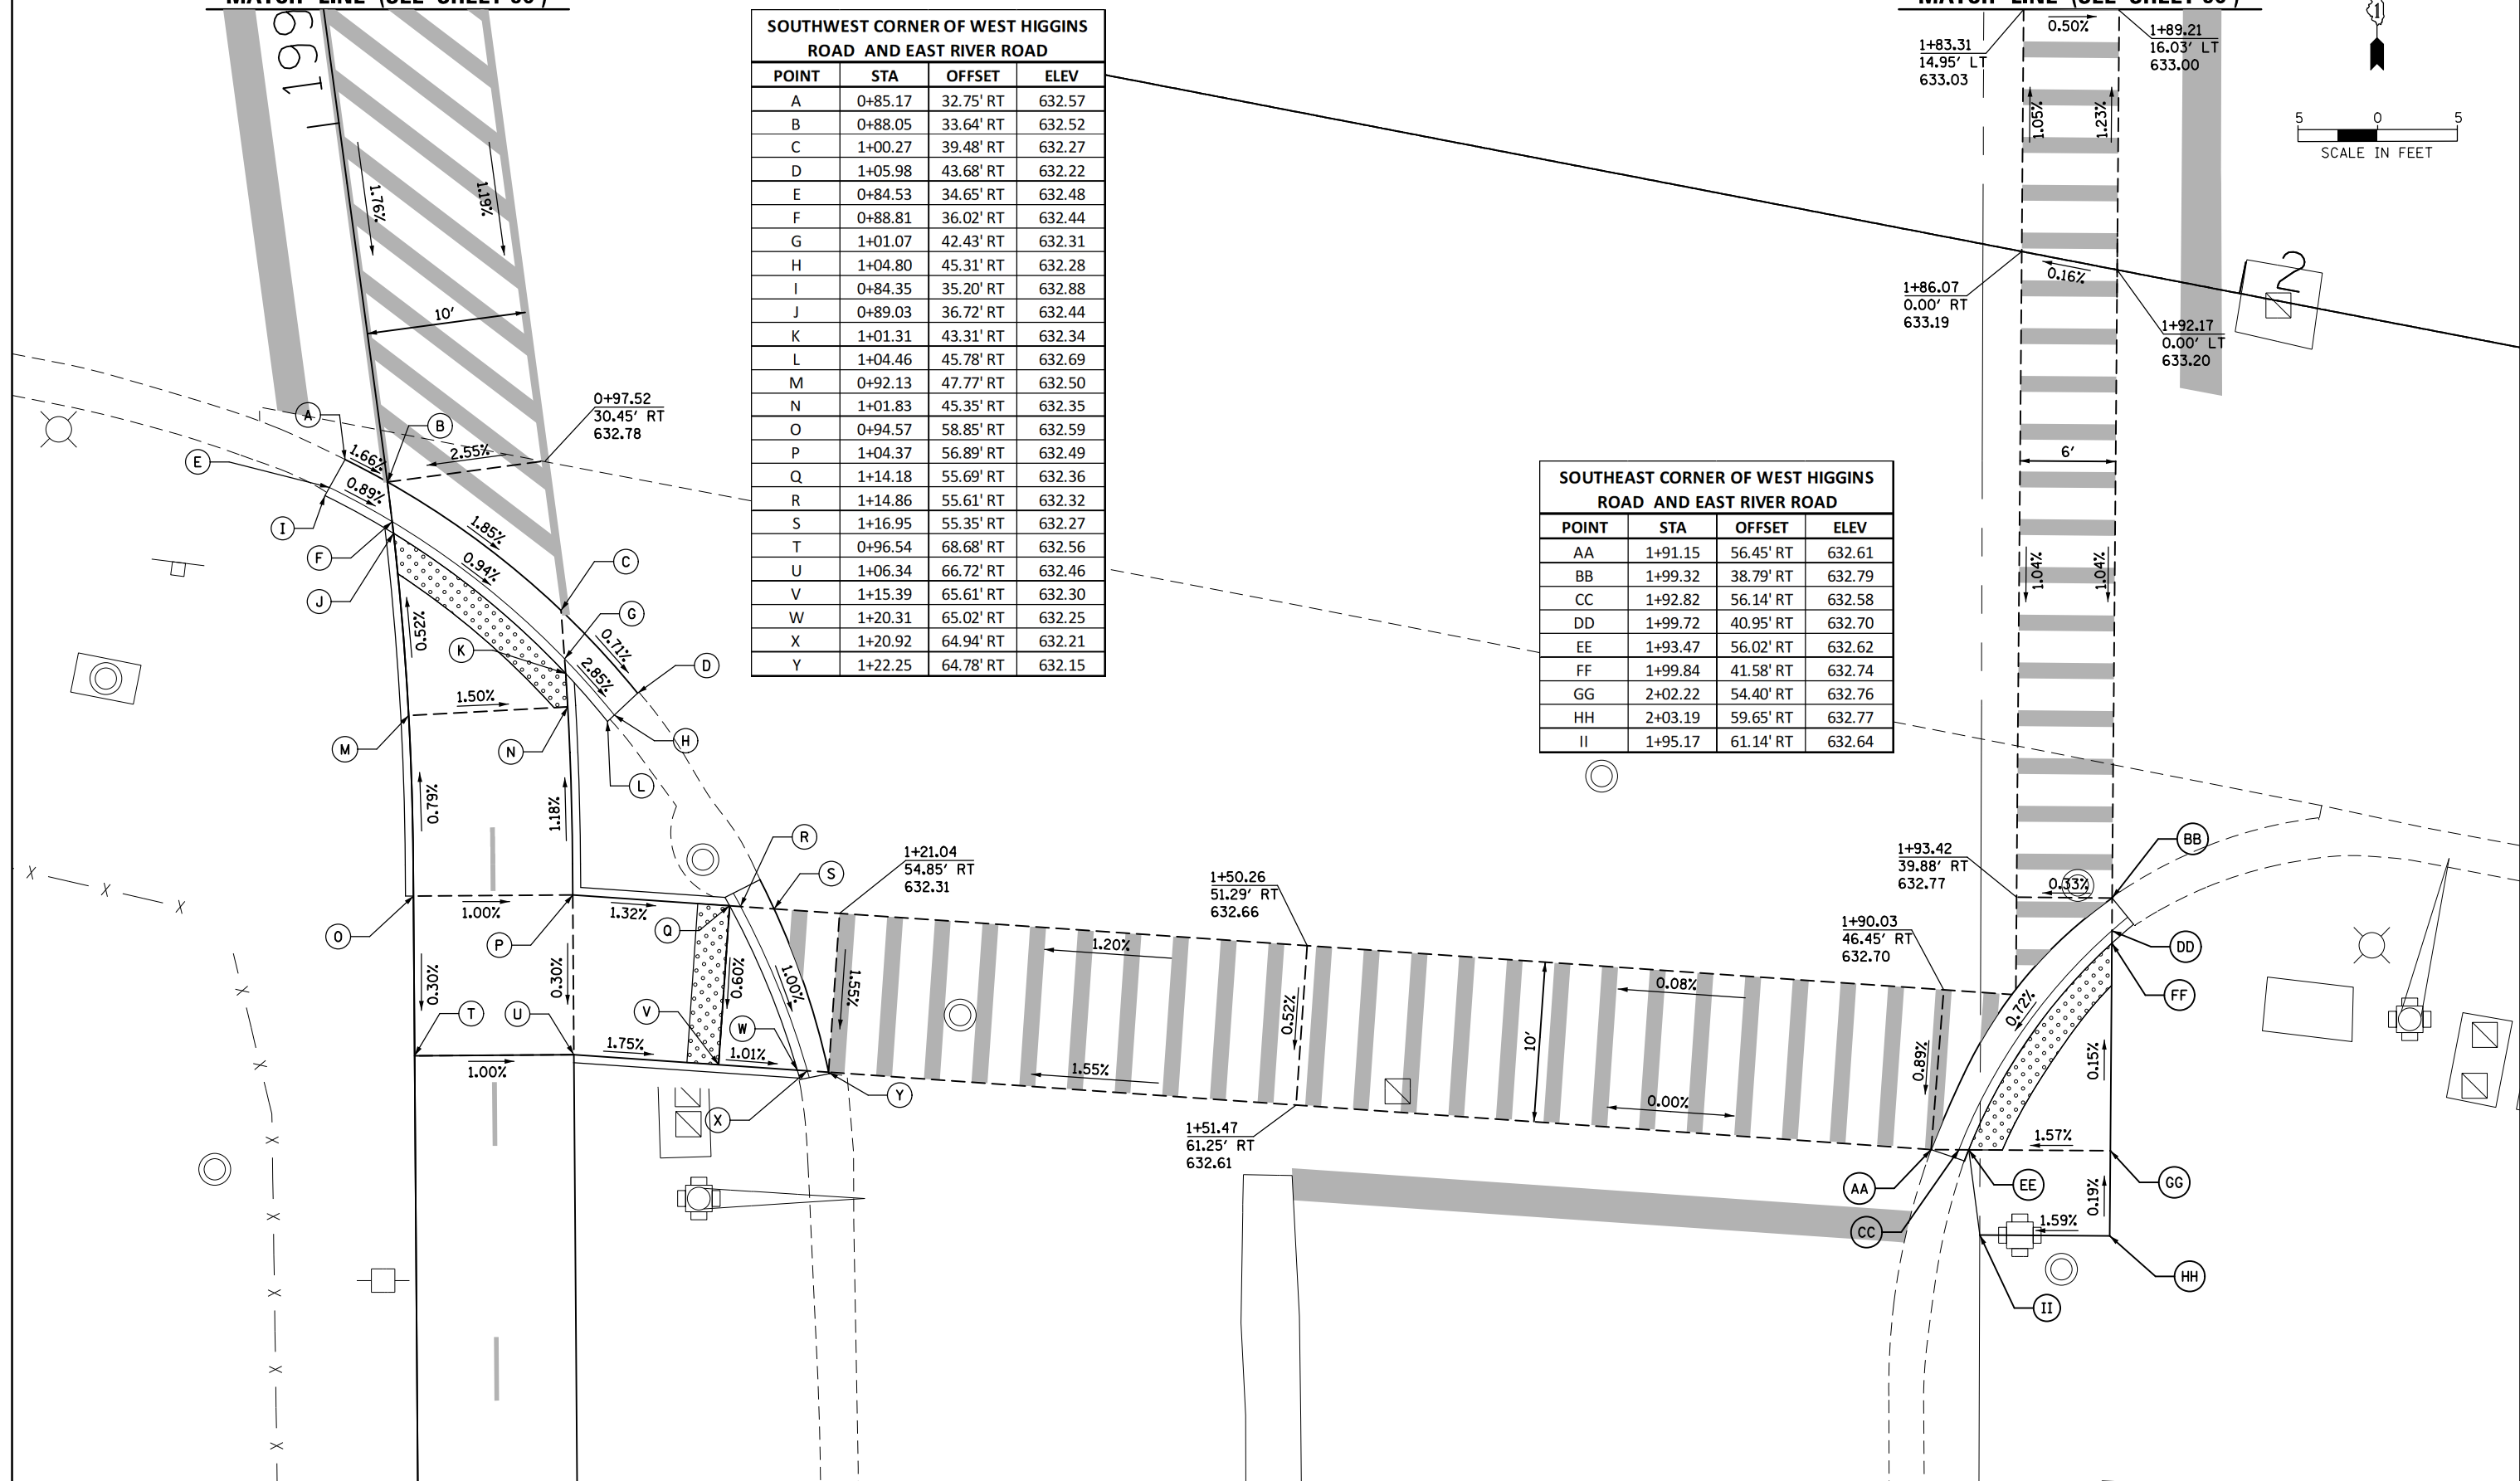 1+83.31
14.95' LT
633.03
0.50%
1+89.21
16.03' LT
633.00
1
1.05%
1.23%
5 0 5
SCALE IN FEET
SOUTHWEST CORNER OF WEST HIGGINS
ROAD AND EAST RIVER ROAD
POINT STA OFFSET ELEV
A 0+85.17 32.75' RT 632.57
B 0+88.05 33.64' RT 632.52
C 1+00.27 39.48' RT 632.27
D 1+05.98 43.68' RT 632.22
E 0+84.53 34.65' RT 632.48
F 0+88.81 36.02' RT 632.44
G 1+01.07 42.43' RT 632.31
H 1+04.80 45.31' RT 632.28
I 0+84.35 35.20' RT 632.88
J 0+89.03 36.72' RT 632.44
K 1+01.31 43.31' RT 632.34
L 1+04.46 45.78' RT 632.69
M 0+92.13 47.77' RT 632.50
N 1+01.83 45.35' RT 632.35
O 0+94.57 58.85' RT 632.59
P 1+04.37 56.89' RT 632.49
Q 1+14.18 55.69' RT 632.36
R 1+14.86 55.61' RT 632.32
S 1+16.95 55.35' RT 632.27
T 0+96.54 68.68' RT 632.56
U 1+06.34 66.72' RT 632.46
V 1+15.39 65.61' RT 632.30
W 1+20.31 65.02' RT 632.25
X 1+20.92 64.94' RT 632.21
Y 1+22.25 64.78' RT 632.15
1.76%
1.19%
10'
0+97.52
30.45' RT
632.78
A
B
E
1.66%
2.55%
0.89%
I
F
J
1.85%
0.94%
C
G
0.52%
K
0.71%
2.85%
D
1.50%
H
M
N
L
0.79%
1.18%
R
S
1+21.04
54.85' RT
632.31
1.00%
1.32%
O
P
Q
0.30%
0.30%
0.60%
1.00%
1.55%
T
U
V
W
1.75%
1.01%
1.00%
X
Y
1.20%
1+50.26
51.29' RT
632.66
0.52%
1.55%
1+51.47
61.25' RT
632.61
10'
0.08%
0.00%
1+86.07
0.00' RT
633.19
0.16%
2
1+92.17
0.00' LT
633.20
6'
SOUTHEAST CORNER OF WEST HIGGINS
ROAD AND EAST RIVER ROAD
POINT STA OFFSET ELEV
AA 1+91.15 56.45' RT 632.61
BB 1+99.32 38.79' RT 632.79
CC 1+92.82 56.14' RT 632.58
DD 1+99.72 40.95' RT 632.70
EE 1+93.47 56.02' RT 632.62
FF 1+99.84 41.58' RT 632.74
GG 2+02.22 54.40' RT 632.76
HH 2+03.19 59.65' RT 632.77
II 1+95.17 61.14' RT 632.64
1.04%
1.04%
1+93.42
39.88' RT
632.77
0.33%
BB
1+90.03
46.45' RT
632.70
DD
FF
0.72%
0.89%
0.15%
1.57%
AA
EE
GG
0.19%
CC
1.59%
HH
II